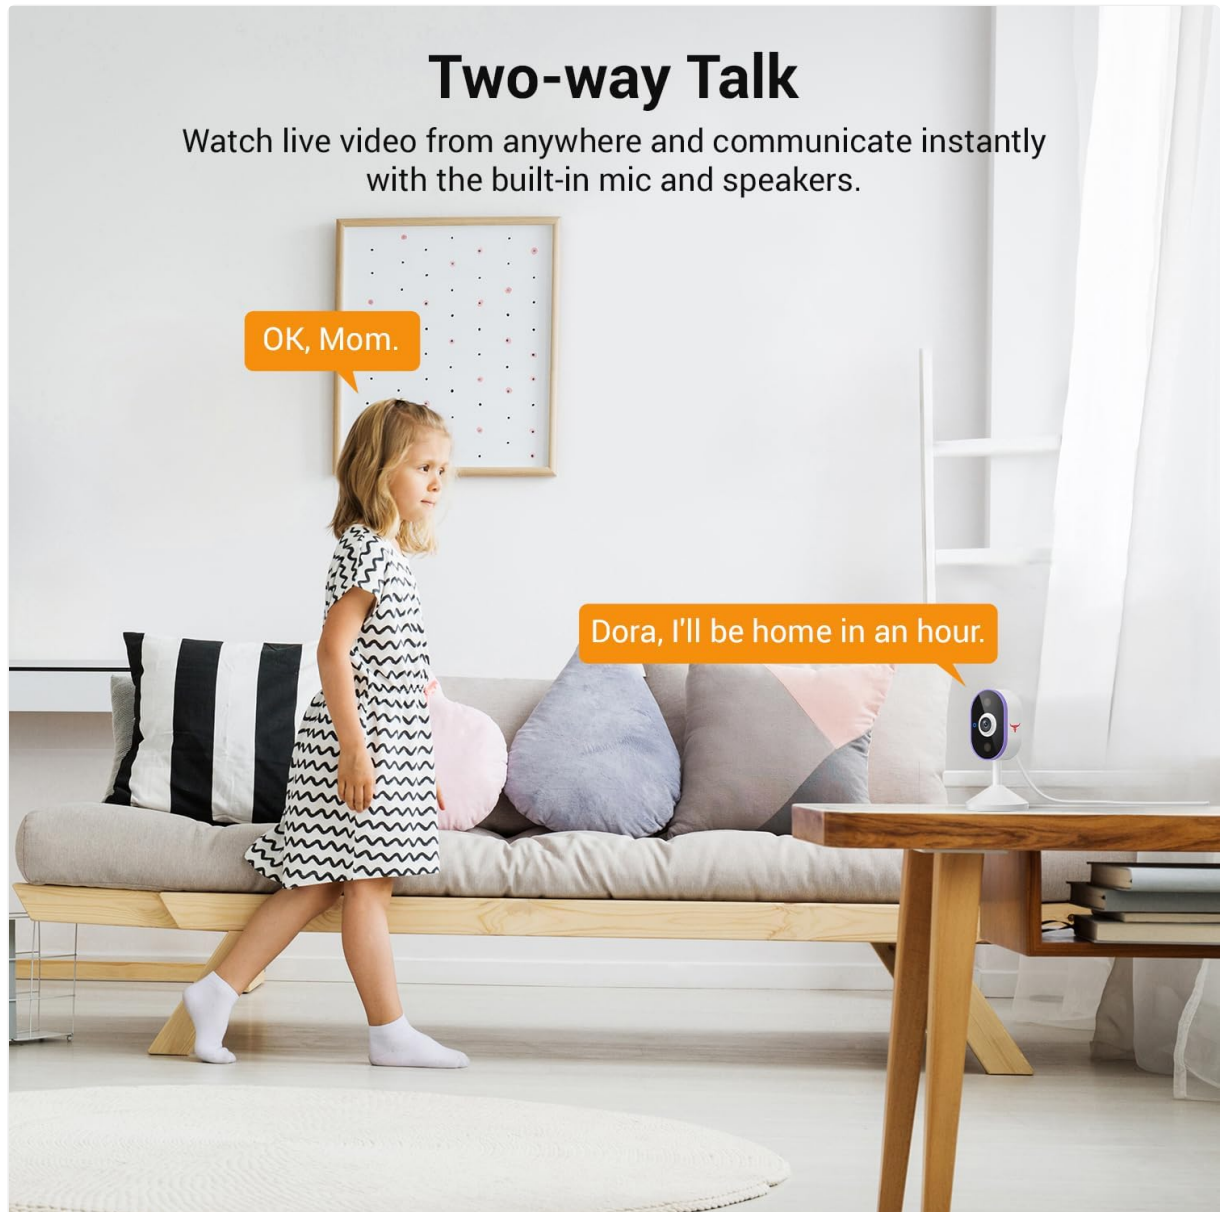 Two-way Talk
Watch live video from anywhere and communicate instantly
with the built-in mic and speakers.
OK, Mom.
Dora, I'll be home in an hour.